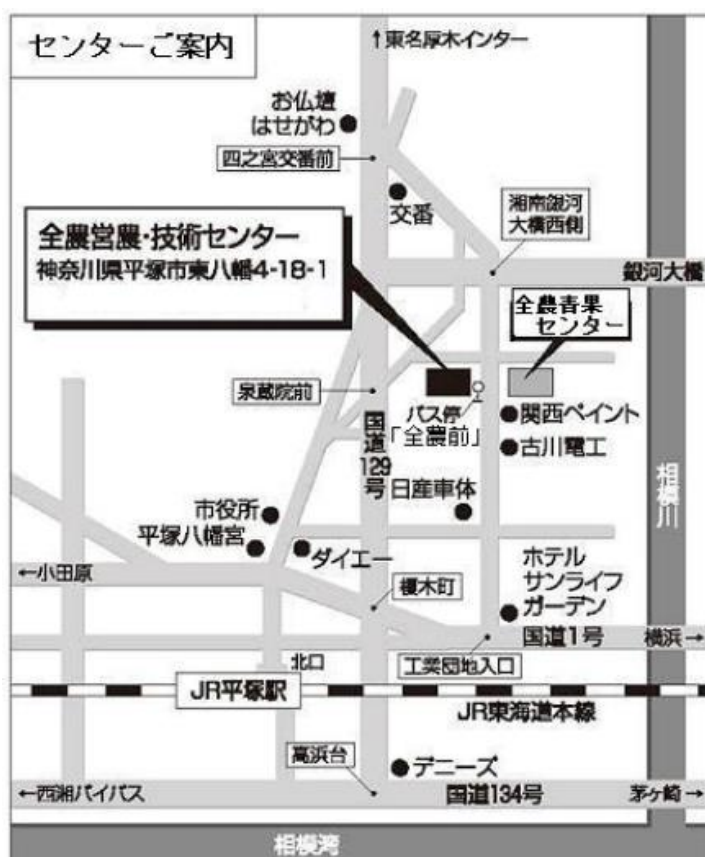 センターご案内
↑東名厚木インター
お仏壇
はせがわ
四之宮交番前
交番
湘南銀河
大橋西側
全農営農・技術センター
神奈川県平塚市東八幡4-18-1
銀河大橋
全農青果
センター
泉蔵院前
バス停
「全農前」
関西ペイント
古川電工
国道129号
日産車体
相模川
市役所
平塚八幡宮
ダイエー
←小田原
榎木町
ホテル
サンライフ
ガーデン
国道1号
横浜→
北口
工業団地入口
JR平塚駅
JR東海道本線
高浜台
デニーズ
←西湘バイパス
国道134号
茅ヶ崎→
相模湾